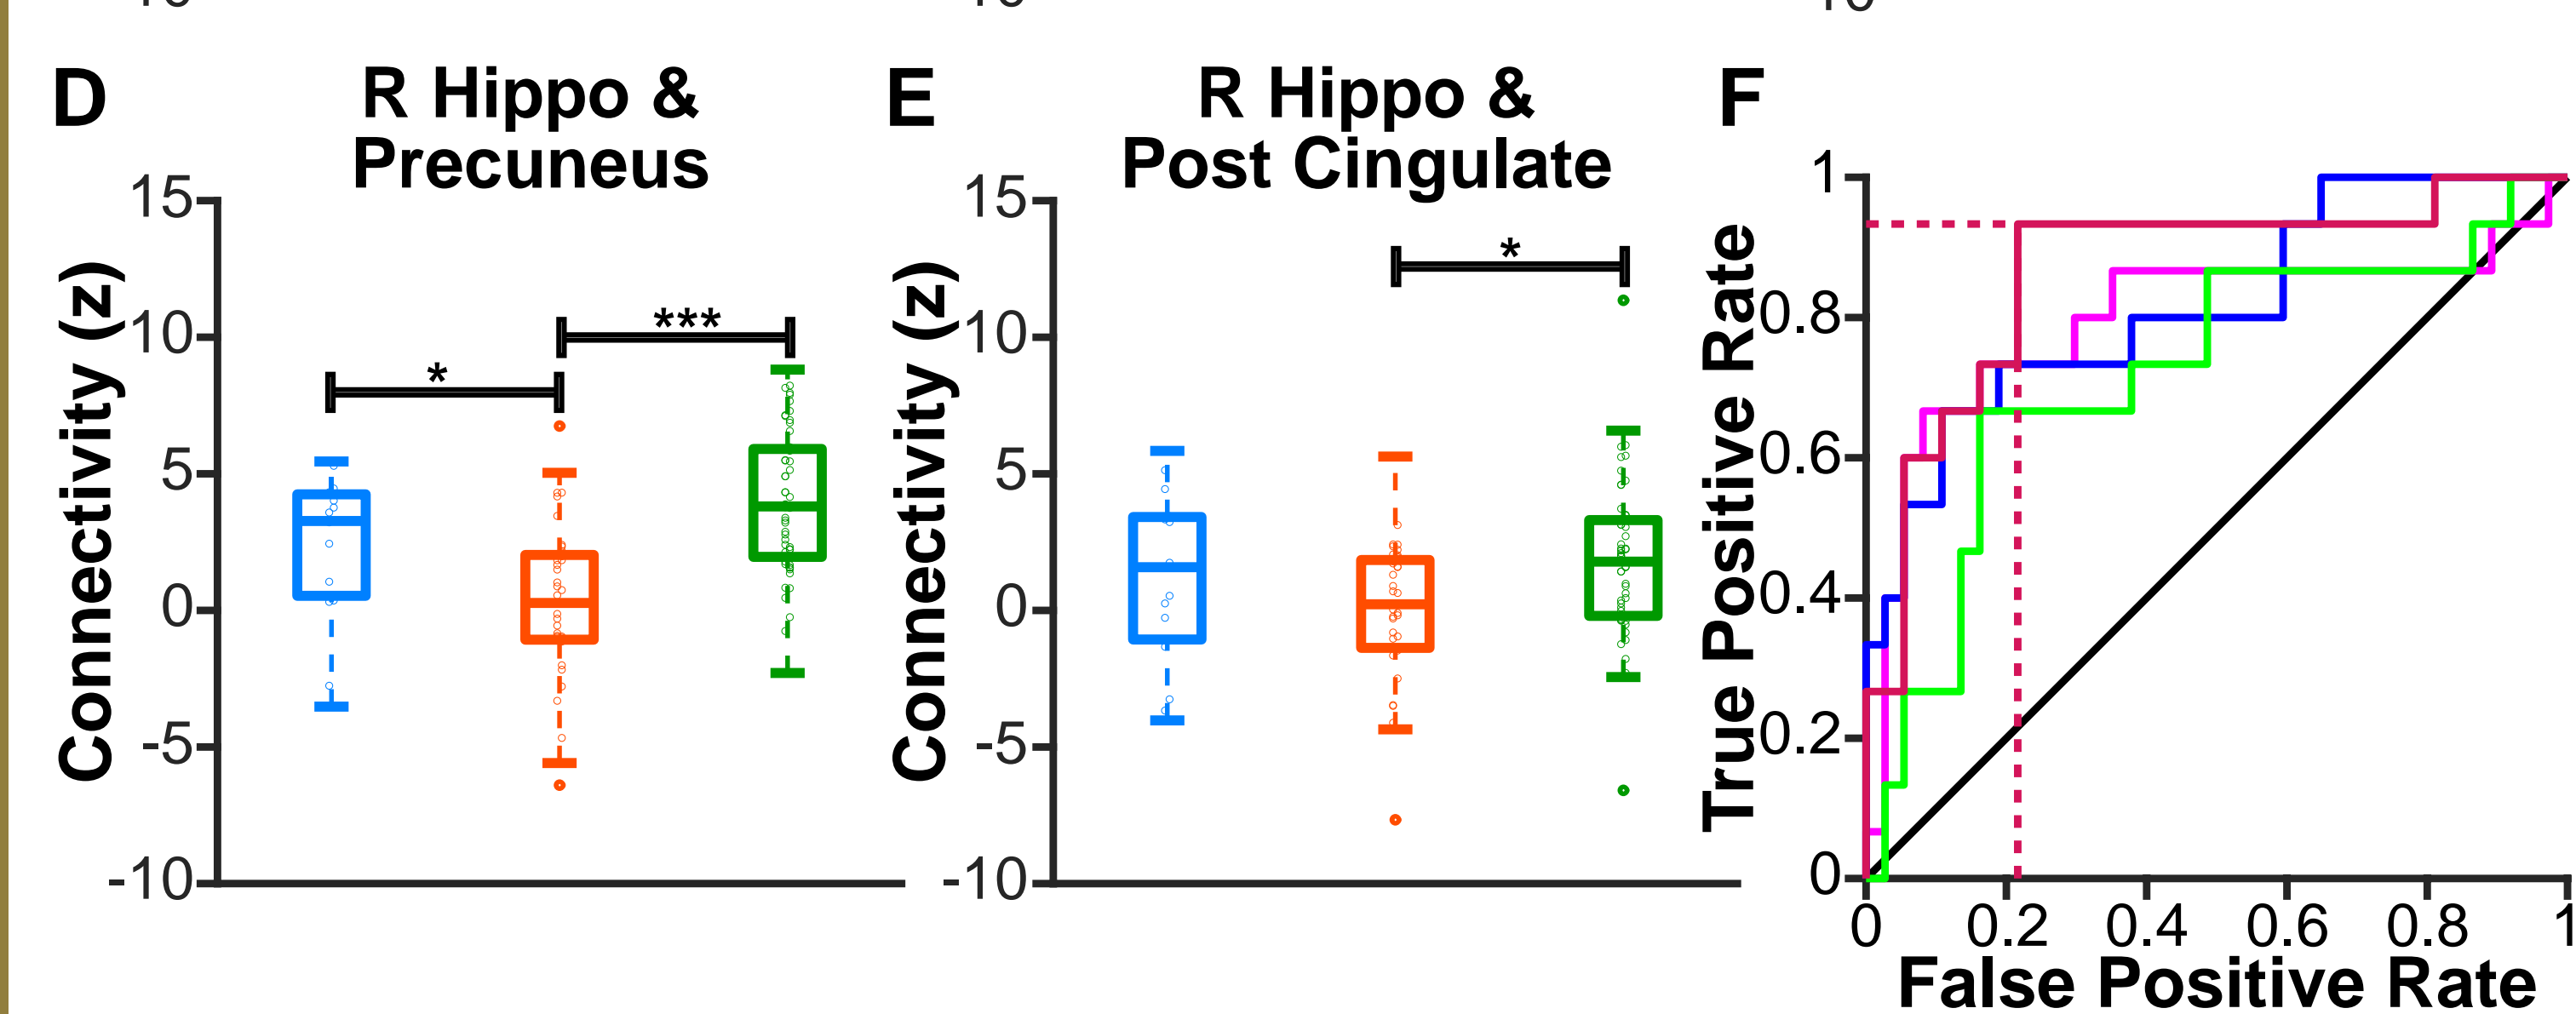 D
R Hippo &
Precuneus
Connectivity (z)
15
10
5
0
-5
-10
*
***
E
R Hippo &
Post Cingulate
Connectivity (z)
15
10
5
0
-5
-10
*
F
True Positive Rate
1
0.8
0.6
0.4
0.2
0
0 0.2 0.4 0.6 0.8 1
False Positive Rate